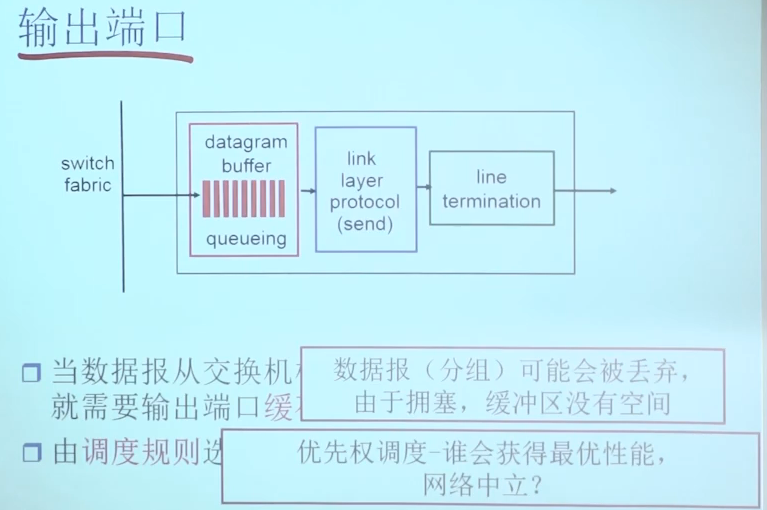 输出端口
switch
fabric
datagram
buffer
queueing
link
layer
protocol
(send)
line
termination
当数据报从交换机
就需要输出端口缓
数据报（分组）可能会被丢弃，
由于拥塞，缓冲区没有空间
由调度规则选
优先权调度-谁会获得最优性能，
网络中立？